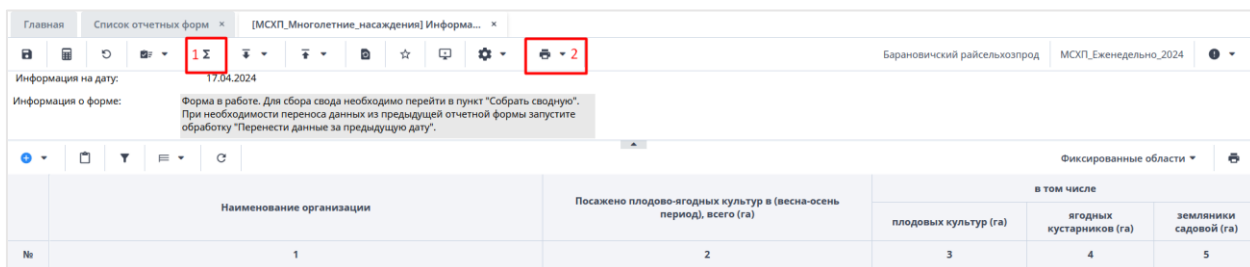 Главная Список отчетных форм × [МСХП_Многолетние_насаждения] Информа... ×
1 Σ 2 Барановичский райсельхозпрод МСХП_Еженедельно_2024
Информация на дату: 17.04.2024
Информация о форме: Форма в работе. Для сбора свода необходимо перейти в пункт "Собрать сводную".
При необходимости переноса данных из предыдущей отчетной формы запустите
обработку "Перенести данные за предыдущую дату".
Фиксированные области
Наименование организации
Посажено плодово-ягодных культур в (весна-осень
период), всего (га)
в том числе
плодовых культур (га)
ягодных
кустарников (га)
земляники
садовой (га)
№ 1 2 3 4 5